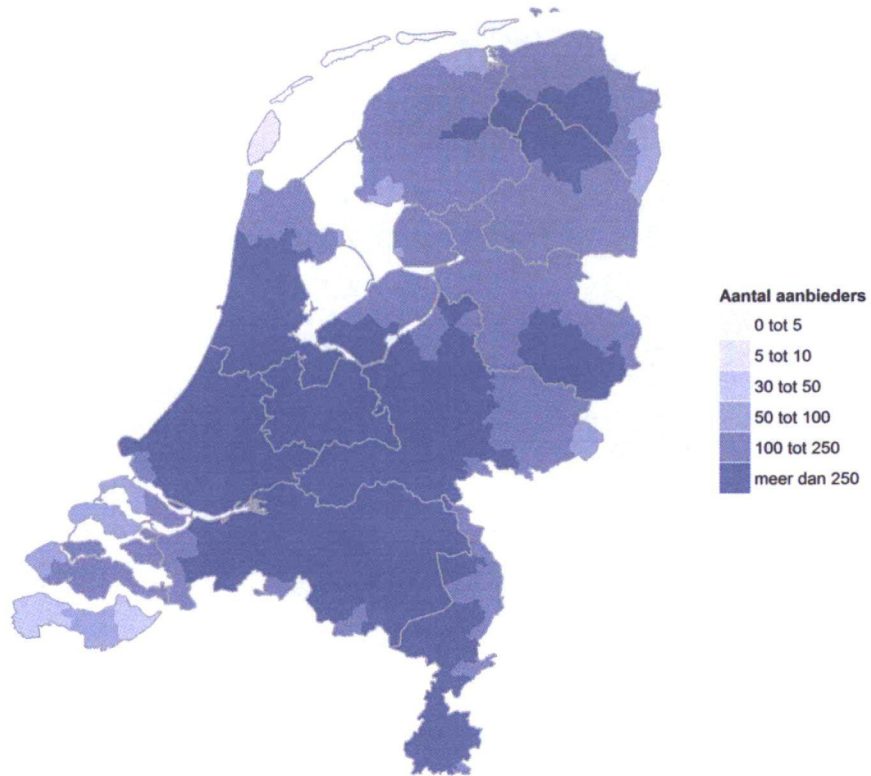 Aantal aanbieders
0 tot 5
5 tot 10
30 tot 50
50 tot 100
100 tot 250
meer dan 250